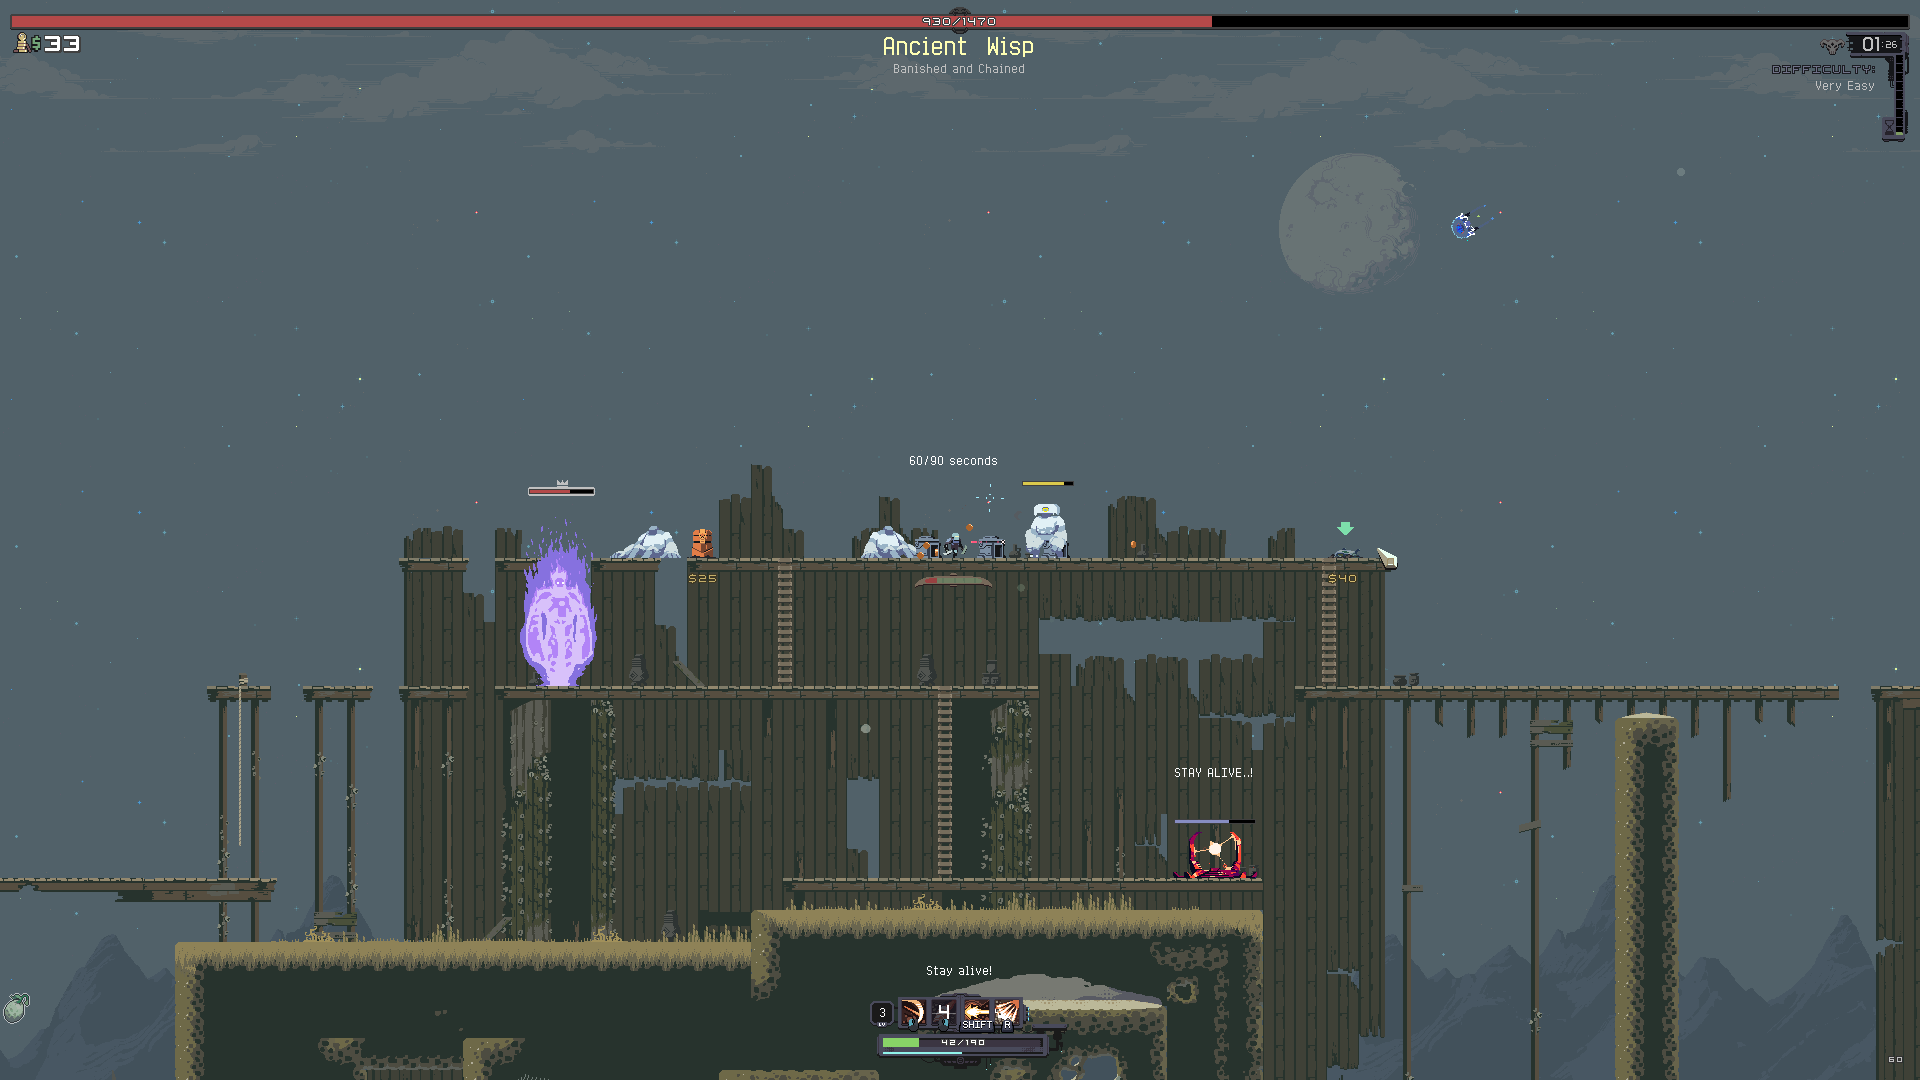 930/1470
$33
Ancient Wisp
Banished and Chained
01:26
DIFFICULTY:
Very Easy
60/90 seconds
$25
$40
STAY ALIVE..!
Stay alive!
3
LV
4
SHIFT
R
42/190
60